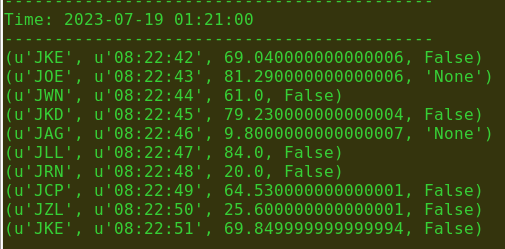 -------------------------------------------
Time: 2023-07-19 01:21:00
-------------------------------------------
(u'JKE', u'08:22:42', 69.040000000000006, False)
(u'JOE', u'08:22:43', 81.290000000000006, 'None')
(u'JWN', u'08:22:44', 61.0, False)
(u'JKD', u'08:22:45', 79.230000000000004, False)
(u'JAG', u'08:22:46', 9.8000000000000007, 'None')
(u'JLL', u'08:22:47', 84.0, False)
(u'JRN', u'08:22:48', 20.0, False)
(u'JCP', u'08:22:49', 64.530000000000001, False)
(u'JZL', u'08:22:50', 25.600000000000001, False)
(u'JKE', u'08:22:51', 69.849999999999994, False)